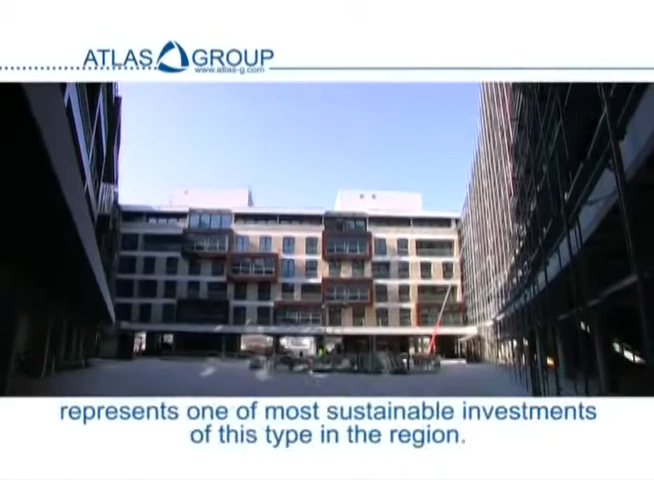 ATLAS GROUP
www.atlas-g.com
represents one of most sustainable investments
of this type in the region.